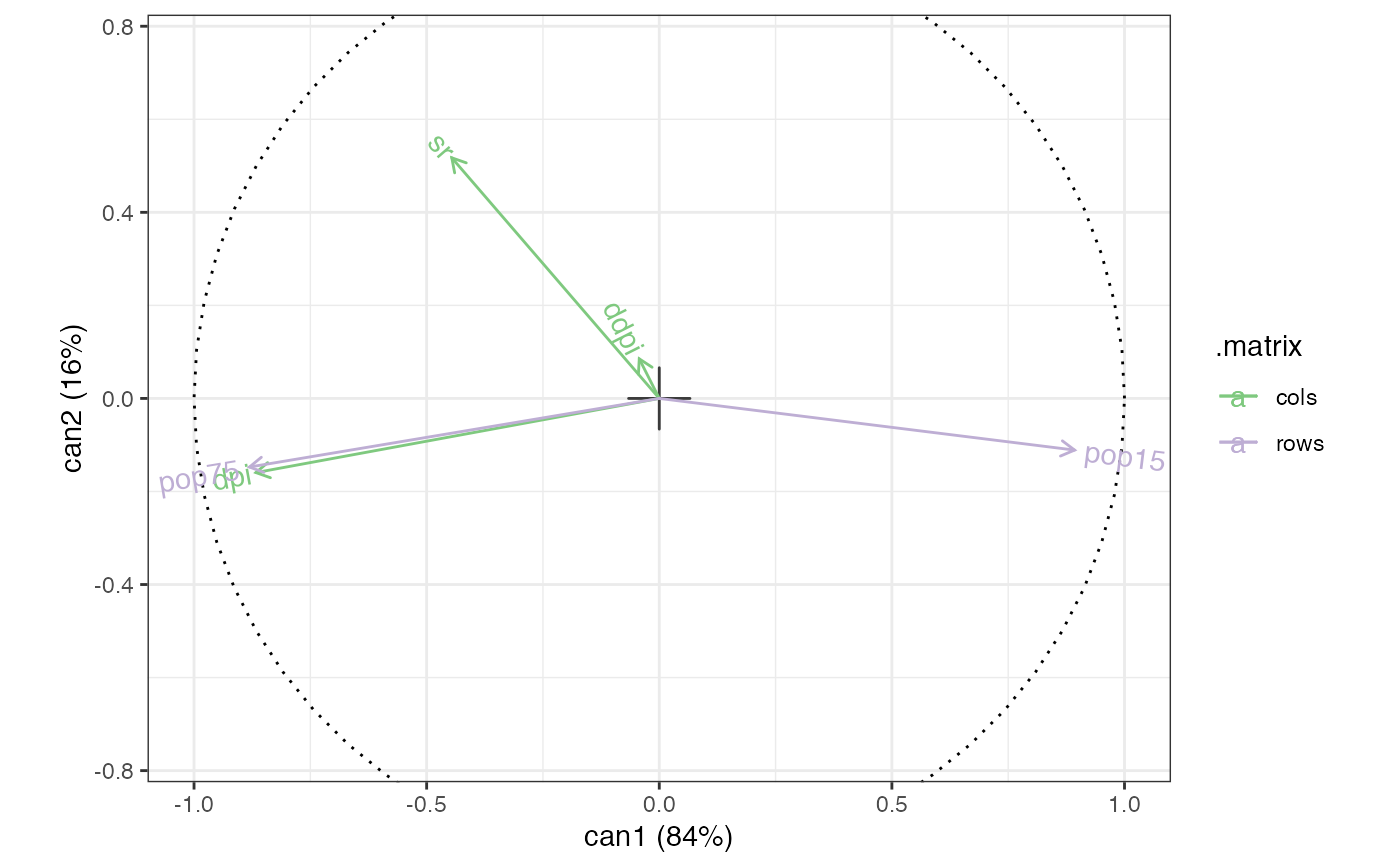 0.8
0.4
0.0
-0.4
-0.8
can2 (16%)
sr
ddpi
pop75
dpi
pop15
-1.0
-0.5
0.0
0.5
1.0
can1 (84%)
.matrix
a cols
a rows